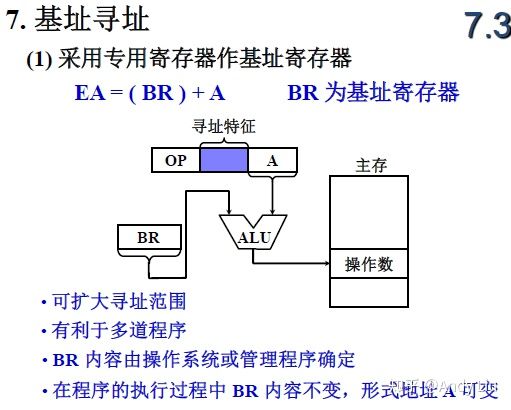 7. 基址寻址
7.3
(1) 采用专用寄存器作基址寄存器
EA = ( BR ) + A BR 为基址寄存器
寻址特征
OP A 主存
BR ALU
操作数
• 可扩大寻址范围
• 有利于多道程序
• BR 内容由操作系统或管理程序确定
• 在程序的执行过程中 BR 内容不变，形式地址 A 可变
知乎 @Andy Liu